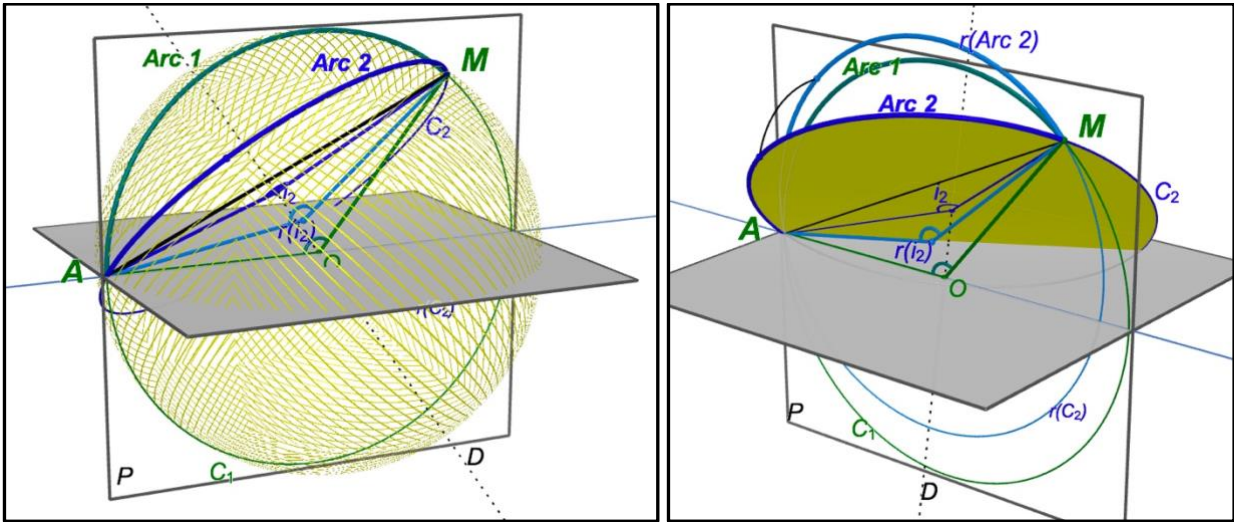 Arc 1
Arc 2
M
C₂
I₂
r(I₂)
A
r(C₂)
D
P
C₁
r(Arc 2)
Arc 1
Arc 2
M
I₂
C₂
A
r(I₂)
O
P
C₁
r(C₂)
D